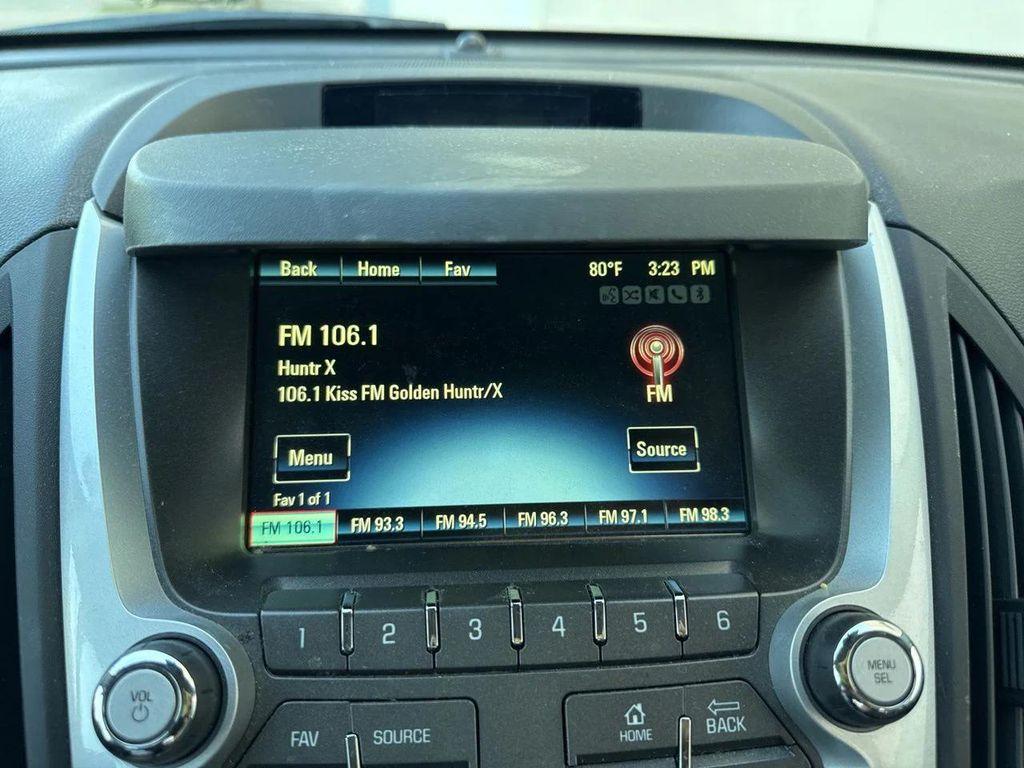 Back Home Fav 80°F 3:23 PM
FM 106.1
Huntr X
106.1 Kiss FM Golden Huntr/X
FM
Menu Source
Fav 1 of 1
FM 106.1 FM 93.3 FM 94.5 FM 96.3 FM 97.1 FM 98.3
1 2 3 4 5 6
VOL
MENU
SEL
FAV SOURCE
HOME BACK